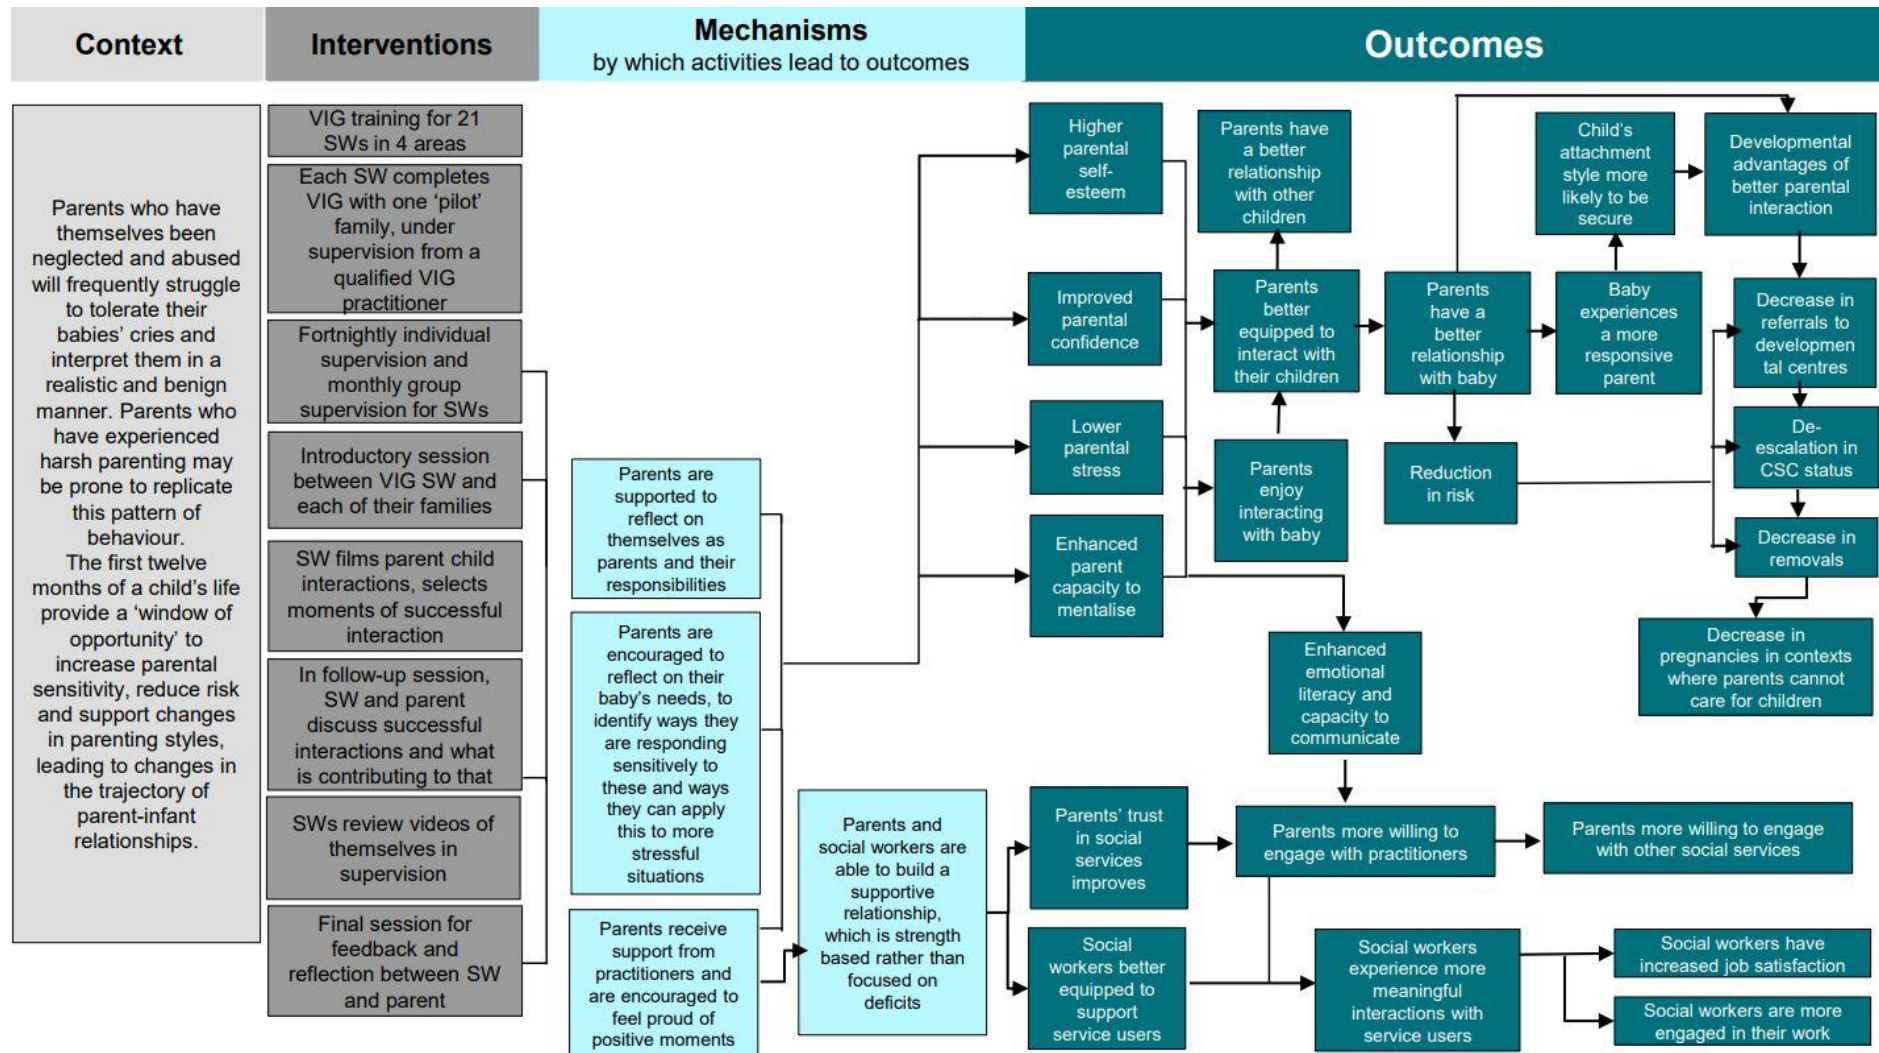 Context
Interventions
Mechanisms
by which activities lead to outcomes
Outcomes
Parents who have
themselves been
neglected and abused
will frequently struggle
to tolerate their
babies' cries and
interpret them in a
realistic and benign
manner. Parents who
have experienced
harsh parenting may
be prone to replicate
this pattern of
behaviour.
The first twelve
months of a child's life
provide a 'window of
opportunity' to
increase parental
sensitivity, reduce risk
and support changes
in parenting styles,
leading to changes in
the trajectory of
parent-infant
relationships.
VIG training for 21
SWs in 4 areas
Each SW completes
VIG with one 'pilot'
family, under
supervision from a
qualified VIG
practitioner
Fortnightly individual
supervision and
monthly group
supervision for SWs
Introductory session
between VIG SW and
each of their families
SW films parent child
interactions, selects
moments of successful
interaction
In follow-up session,
SW and parent
discuss successful
interactions and what
is contributing to that
SWs review videos of
themselves in
supervision
Final session for
feedback and
reflection between SW
and parent
Parents are
supported to
reflect on
themselves as
parents and their
responsibilities
Parents are
encouraged to
reflect on their
baby's needs, to
identify ways they
are responding
sensitively to
these and ways
they can apply
this to more
stressful
situations
Parents receive
support from
practitioners and
are encouraged to
feel proud of
positive moments
Parents and
social workers are
able to build a
supportive
relationship,
which is strength
based rather than
focused on
deficits
Higher
parental
self-
esteem
Improved
parental
confidence
Lower
parental
stress
Enhanced
parent
capacity to
mentalise
Parents have
a better
relationship
with other
children
Parents
better
equipped to
interact with
their children
Parents
enjoy
interacting
with baby
Parents
have a
better
relationship
with baby
Reduction
in risk
Child's
attachment
style more
likely to be
secure
Baby
experiences
a more
responsive
parent
Developmental
advantages of
better parental
interaction
Decrease in
referrals to
developmen
tal centres
De-
escalation in
CSC status
Decrease in
removals
Decrease in
pregnancies in contexts
where parents cannot
care for children
Enhanced
emotional
literacy and
capacity to
communicate
Parents' trust
in social
services
improves
Parents more willing to
engage with practitioners
Parents more willing to engage
with other social services
Social
workers better
equipped to
support
service users
Social workers
experience more
meaningful
interactions with
service users
Social workers have
increased job satisfaction
Social workers are more
engaged in their work